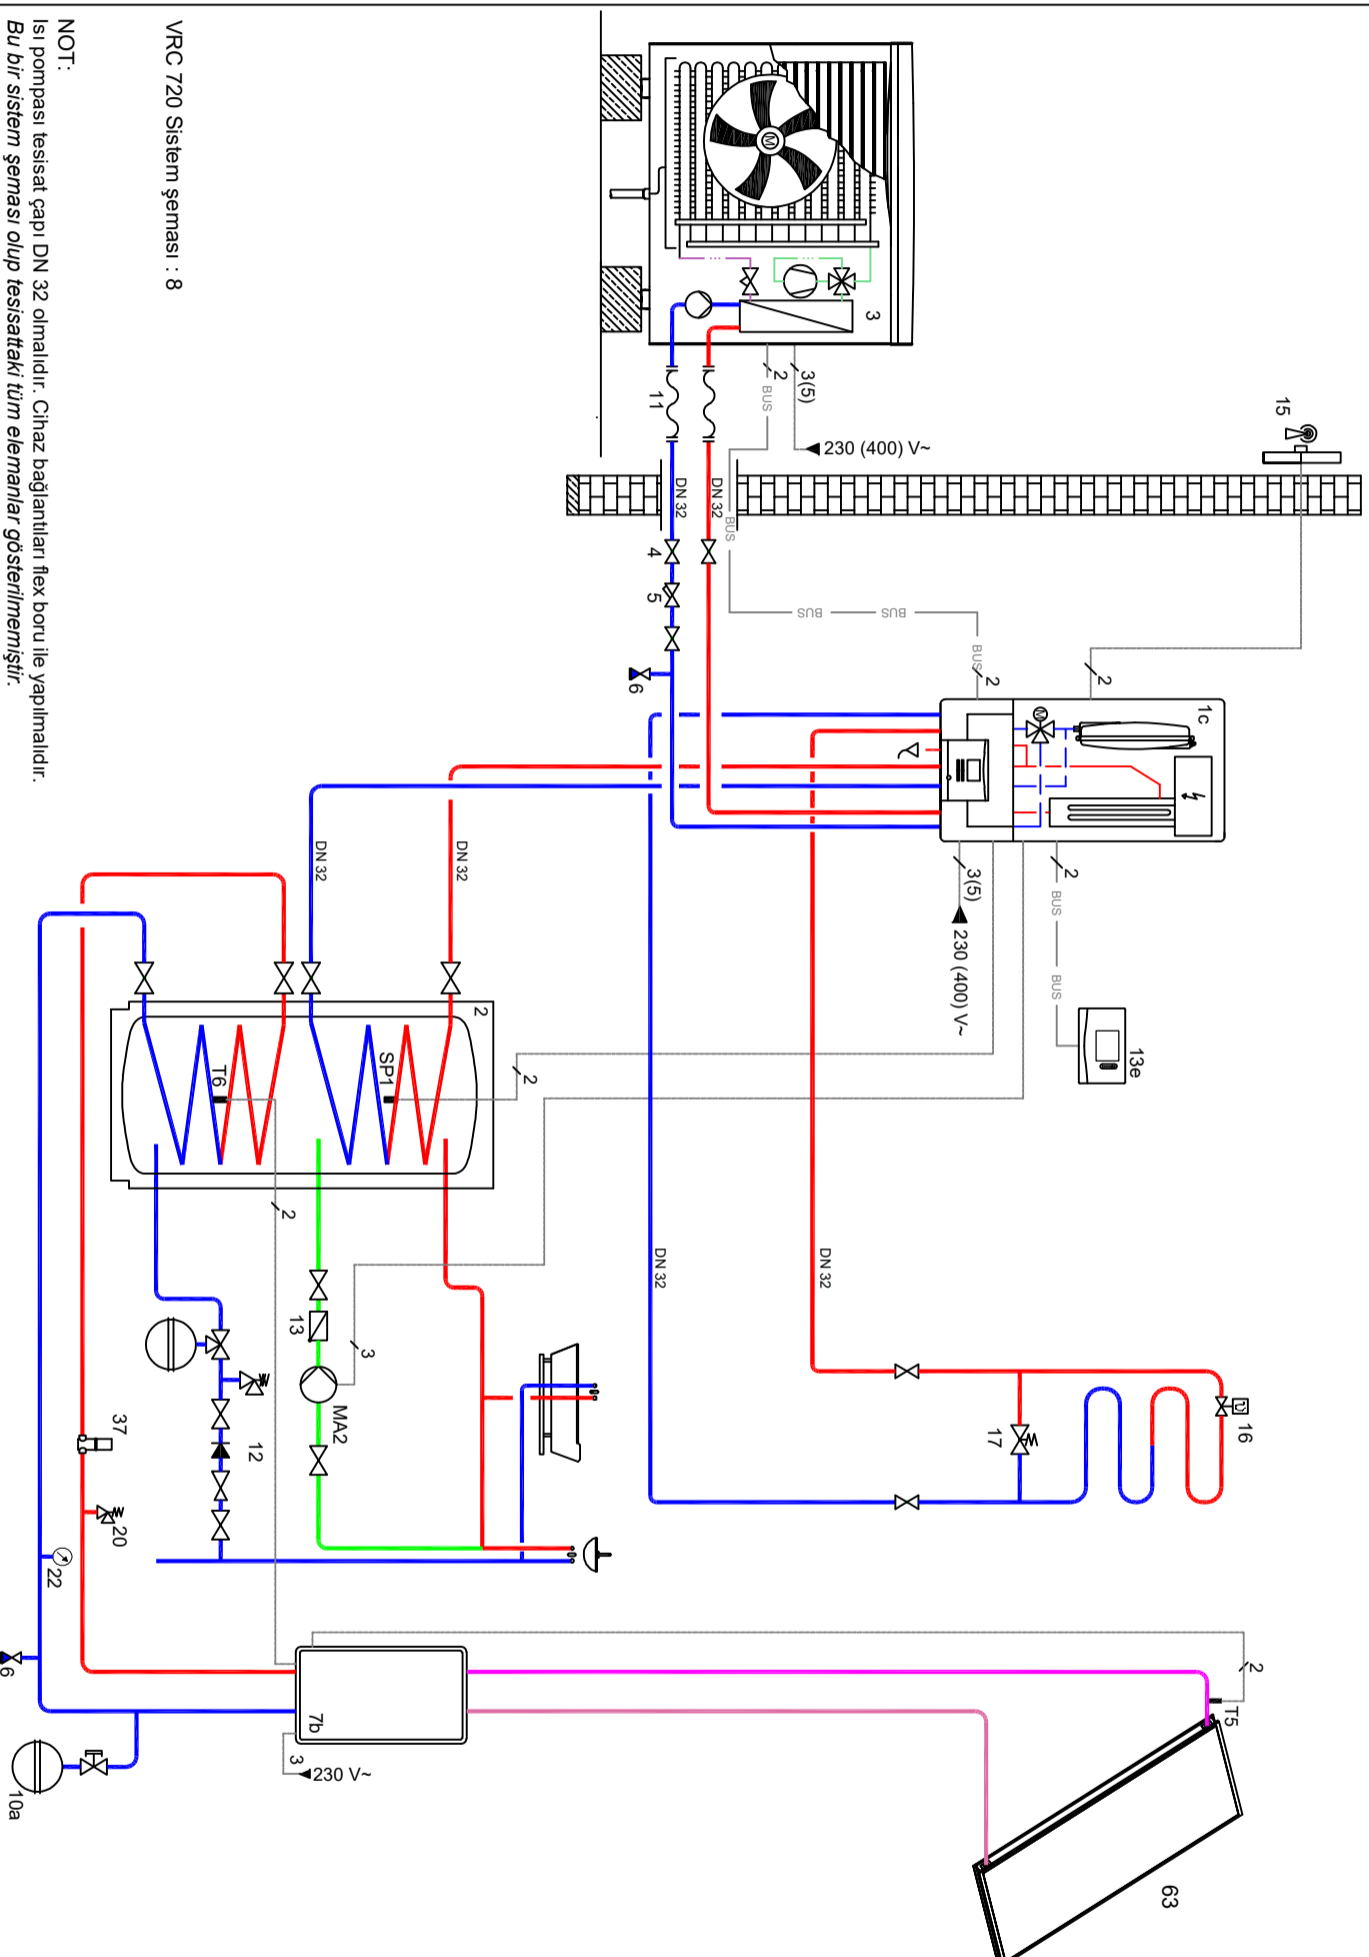 15
3
3(5)
230 (400) V~
2
BUS
11
DN 32
DN 32
BUS
4
5
6
BUS
BUS
BUS
2
2
1c
M
M
3(5)
230 (400) V~
2
BUS
BUS
13e
DN 32
DN 32
DN 32
DN 32
16
17
2
SP1
T6
2
2
13
MA2
3
12
37
20
22
6
10a
7b
3
230 V~
2
T5
63
VRC 720 Sistem şeması : 8
NOT:
Isı pompası tesisat çapı DN 32 olmalıdır. Cihaz bağlantıları flex boru ile yapılmalıdır.
Bu bir sistem şeması olup tesisattaki tüm elemanlar gösterilmemiştir.